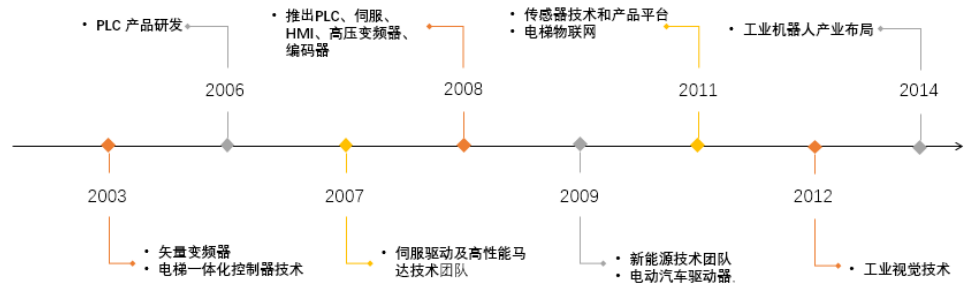 • PLC 产品研发
2006
• 推出PLC、伺服、
HMI、高压变频器、
编码器
2008
• 传感器技术和产品平台
• 电梯物联网
2011
• 工业机器人产业布局
2014
2003
• 矢量变频器
• 电梯一体化控制器技术
2007
• 伺服驱动及高性能马
达技术团队
2009
• 新能源技术团队
• 电动汽车驱动器.
2012
• 工业视觉技术